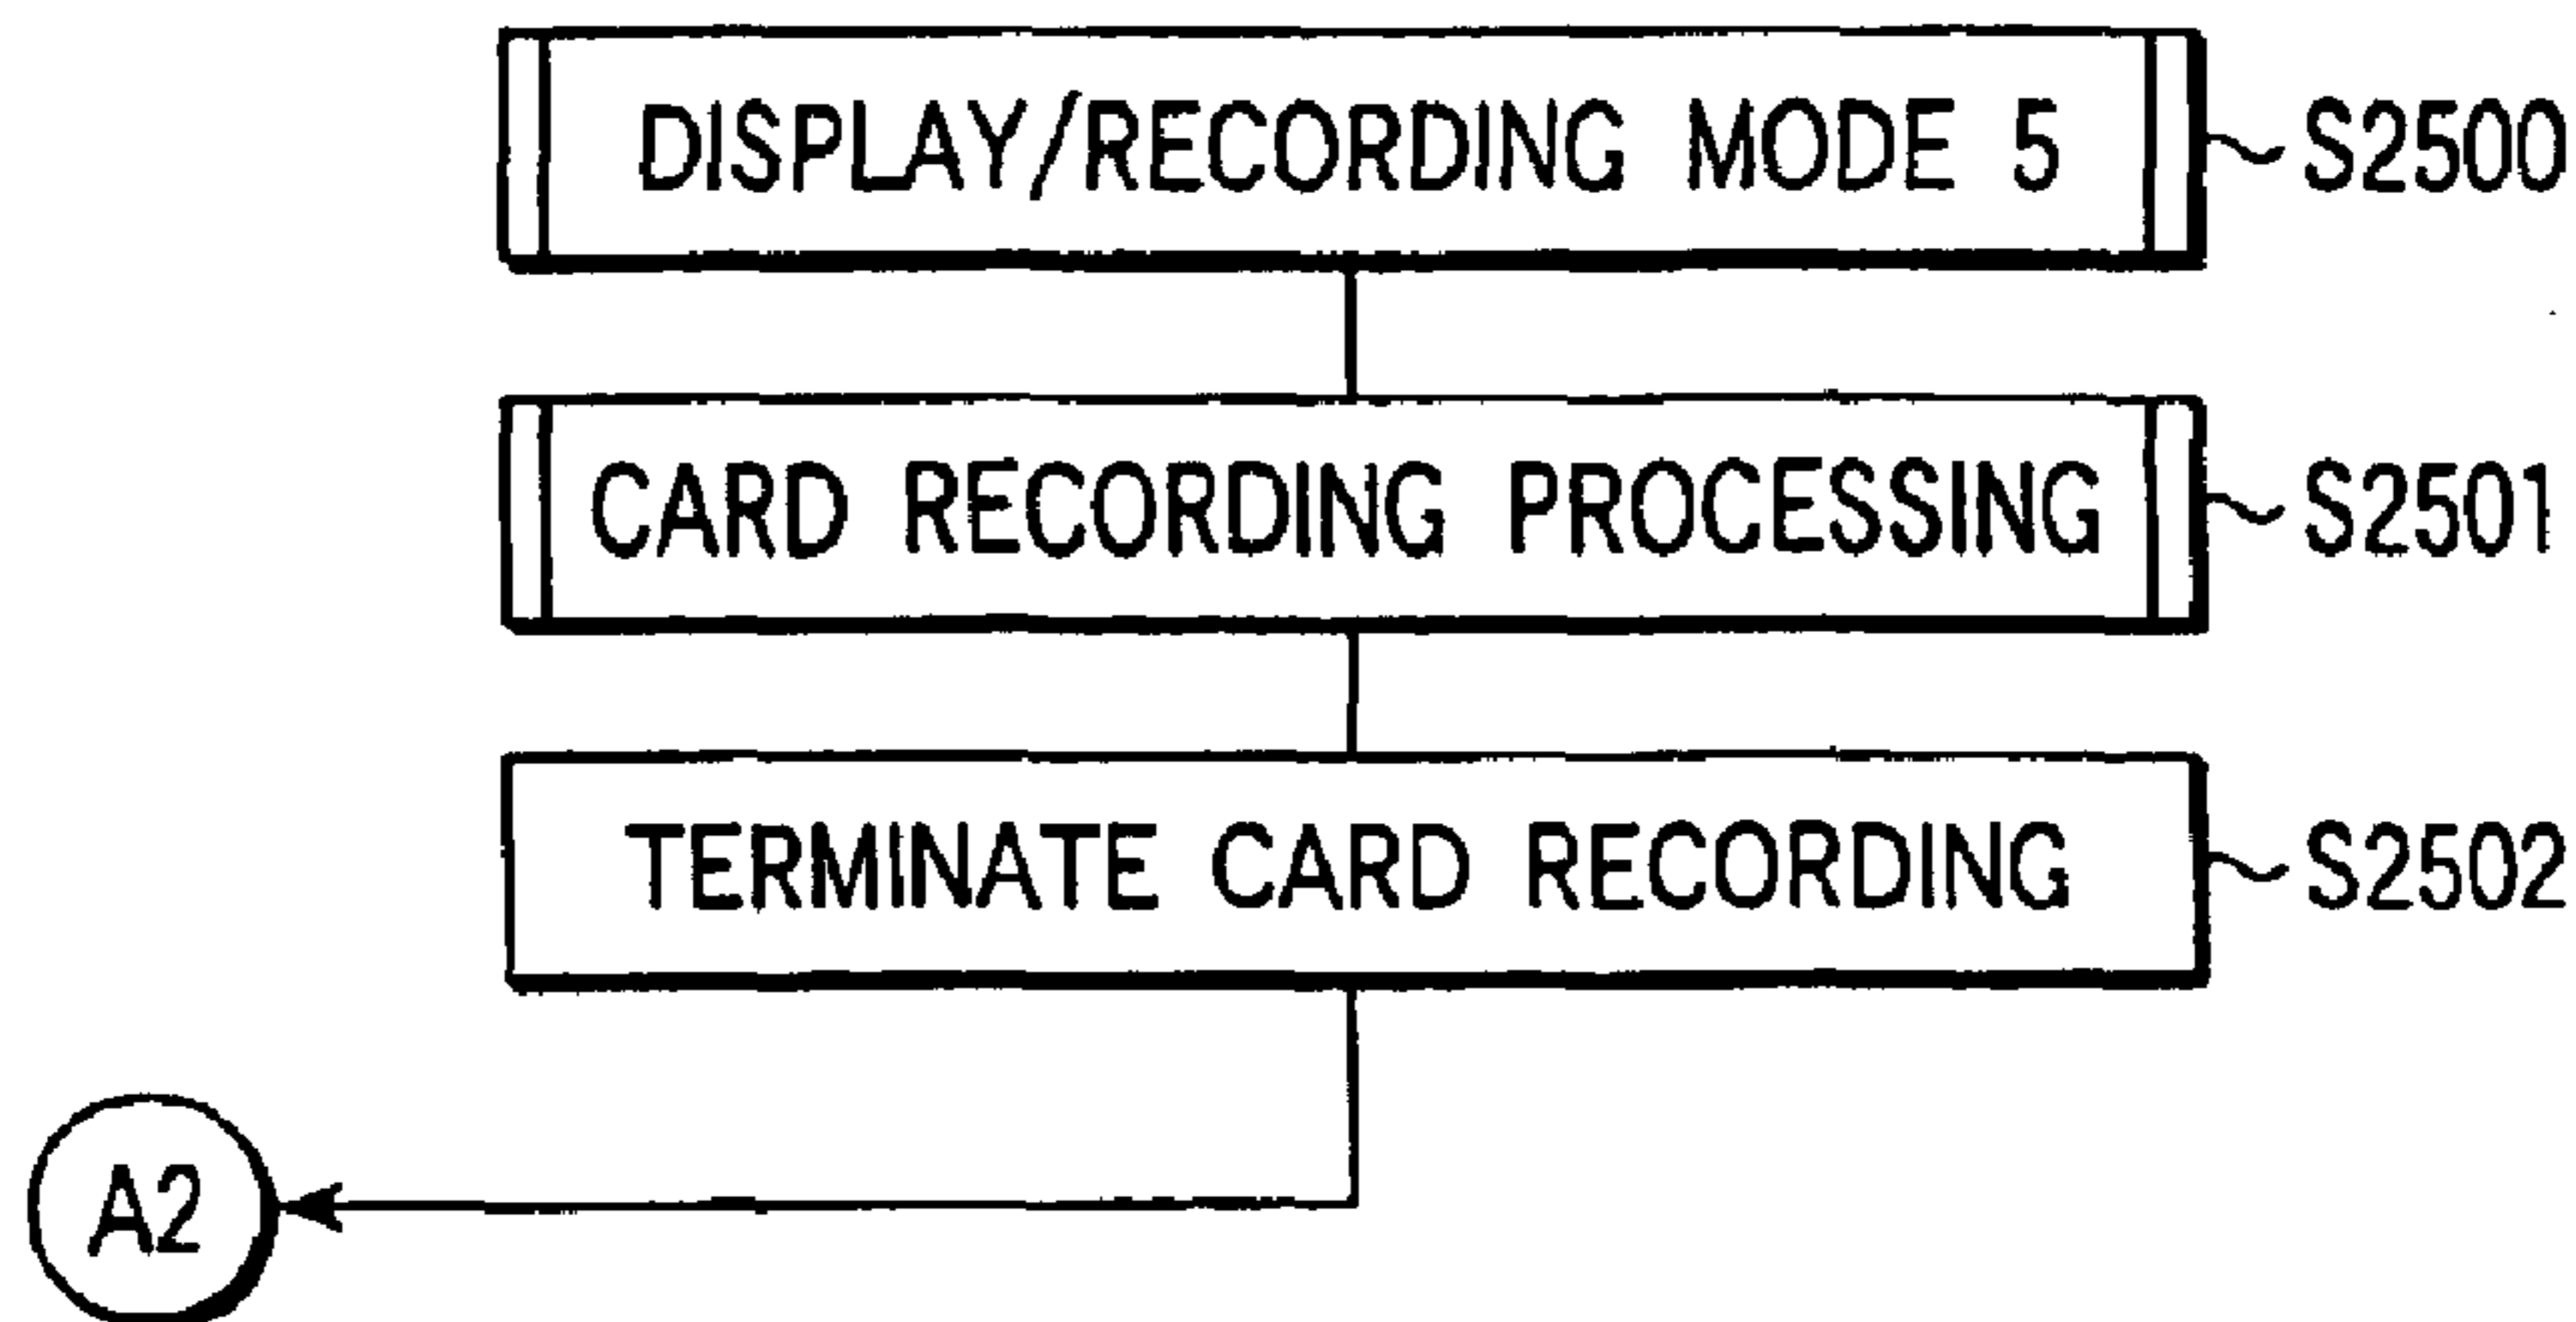 DISPLAY/RECORDING MODE 5 S2500
CARD RECORDING PROCESSING S2501
TERMINATE CARD RECORDING S2502
A2